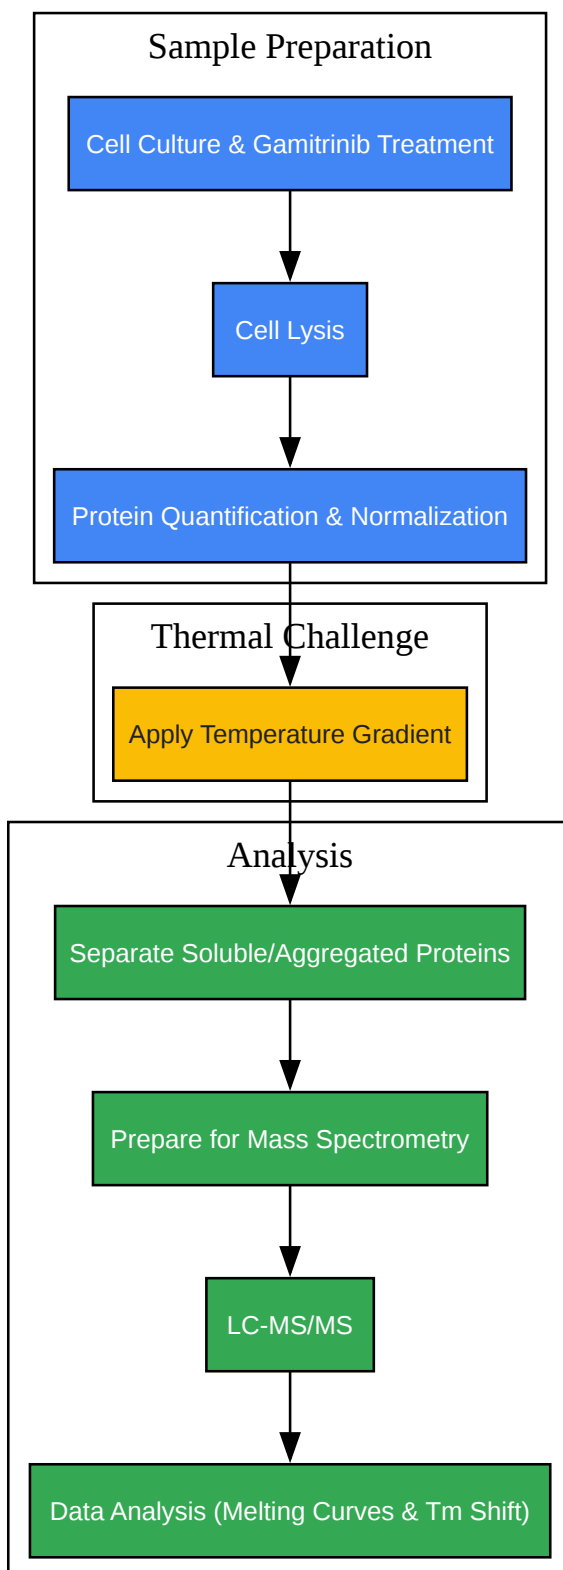 Sample Preparation
Cell Culture & Gamitrinib Treatment
Cell Lysis
Protein Quantification & Normalization
Thermal Challenge
Apply Temperature Gradient
Analysis
Separate Soluble/Aggregated Proteins
Prepare for Mass Spectrometry
LC-MS/MS
Data Analysis (Melting Curves & Tm Shift)